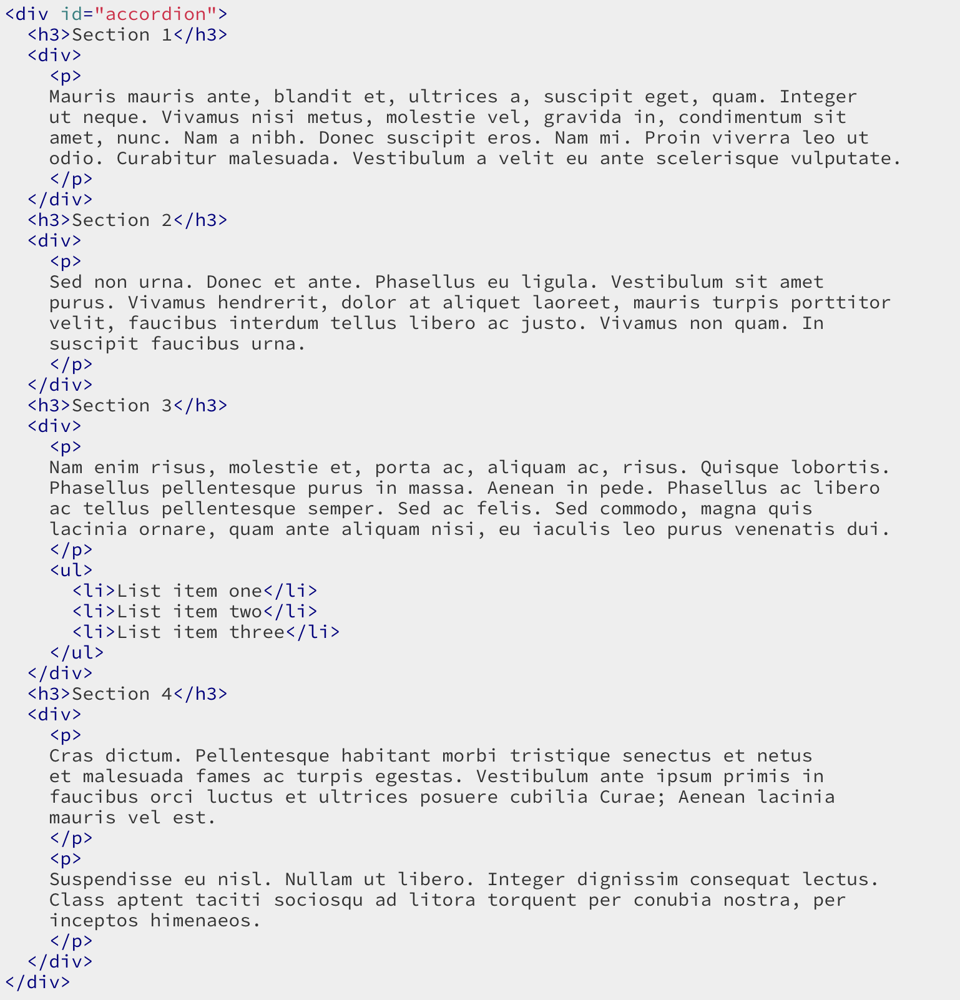 <div id="accordion">
  <h3>Section 1</h3>
  <div>
    <p>
    Mauris mauris ante, blandit et, ultrices a, suscipit eget, quam. Integer
    ut neque. Vivamus nisi metus, molestie vel, gravida in, condimentum sit
    amet, nunc. Nam a nibh. Donec suscipit eros. Nam mi. Proin viverra leo ut
    odio. Curabitur malesuada. Vestibulum a velit eu ante scelerisque vulputate.
    </p>
  </div>
  <h3>Section 2</h3>
  <div>
    <p>
    Sed non urna. Donec et ante. Phasellus eu ligula. Vestibulum sit amet
    purus. Vivamus hendrerit, dolor at aliquet laoreet, mauris turpis porttitor
    velit, faucibus interdum tellus libero ac justo. Vivamus non quam. In
    suscipit faucibus urna.
    </p>
  </div>
  <h3>Section 3</h3>
  <div>
    <p>
    Nam enim risus, molestie et, porta ac, aliquam ac, risus. Quisque lobortis.
    Phasellus pellentesque purus in massa. Aenean in pede. Phasellus ac libero
    ac tellus pellentesque semper. Sed ac felis. Sed commodo, magna quis
    lacinia ornare, quam ante aliquam nisi, eu iaculis leo purus venenatis dui.
    </p>
    <ul>
      <li>List item one</li>
      <li>List item two</li>
      <li>List item three</li>
    </ul>
  </div>
  <h3>Section 4</h3>
  <div>
    <p>
    Cras dictum. Pellentesque habitant morbi tristique senectus et netus
    et malesuada fames ac turpis egestas. Vestibulum ante ipsum primis in
    faucibus orci luctus et ultrices posuere cubilia Curae; Aenean lacinia
    mauris vel est.
    </p>
    <p>
    Suspendisse eu nisl. Nullam ut libero. Integer dignissim consequat lectus.
    Class aptent taciti sociosqu ad litora torquent per conubia nostra, per
    inceptos himenaeos.
    </p>
  </div>
</div>